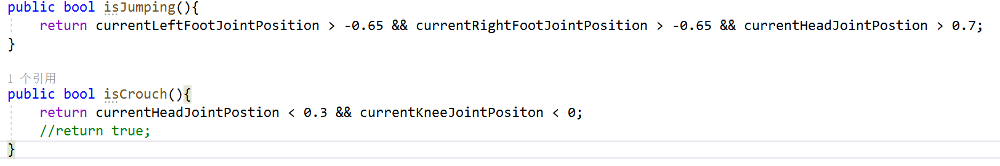 public bool isJumping(){
return currentLeftFootJointPosition > -0.65 && currentRightFootJointPosition > -0.65 && currentHeadJointPostion > 0.7;
}
1 个引用
public bool isCrouch(){
return currentHeadJointPostion < 0.3 && currentKneeJointPositon < 0;
//return true;
}